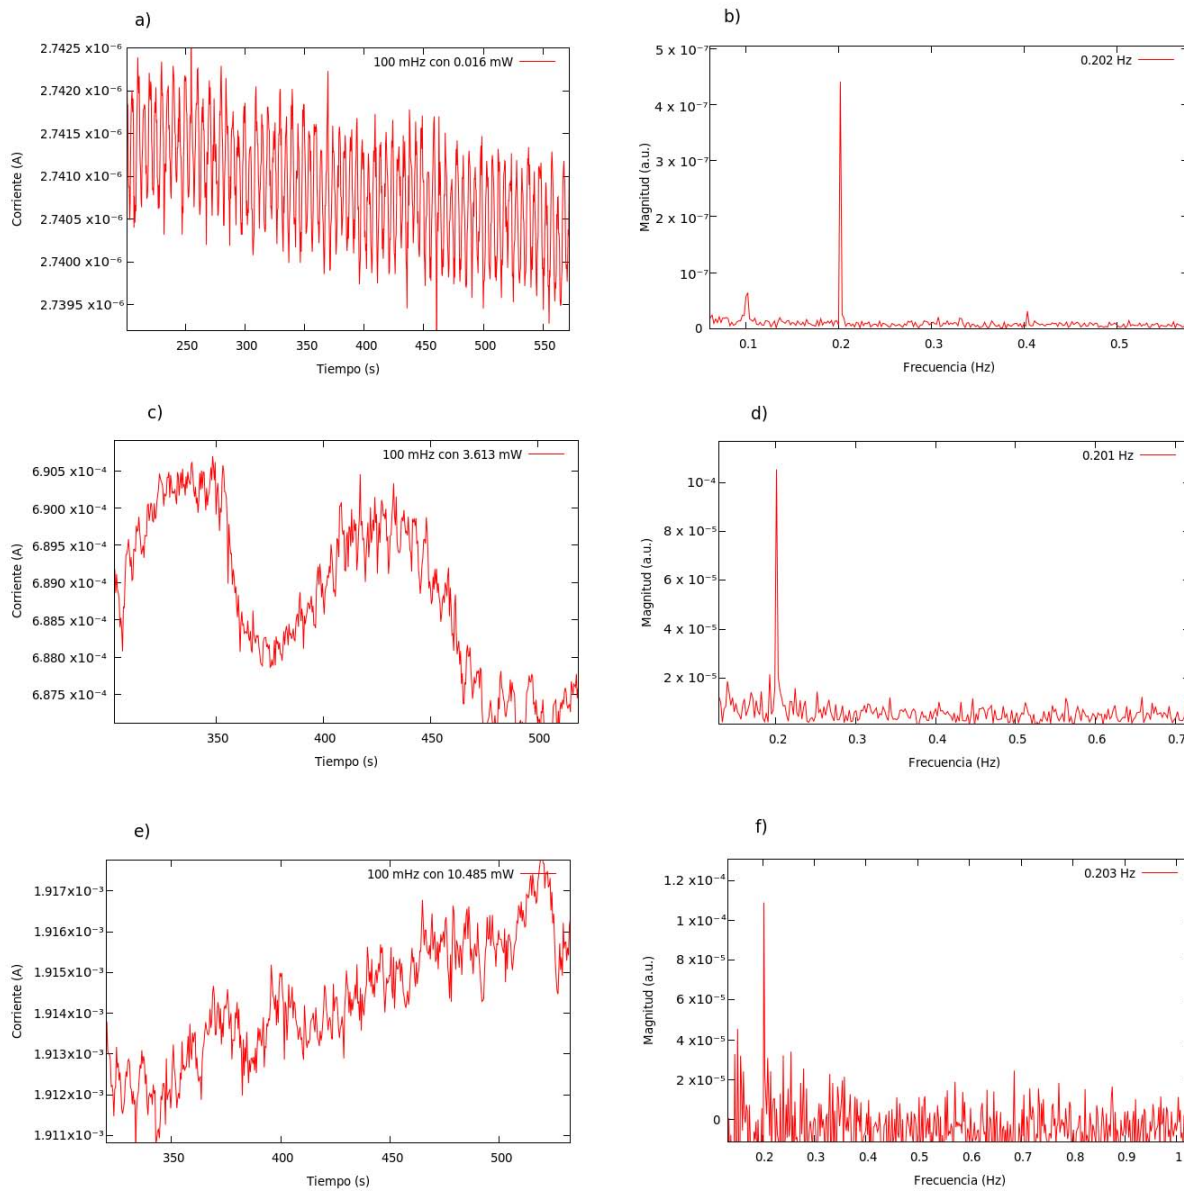 a)
2.7425 x10⁻⁶
2.7420 x10⁻⁶
2.7415 x10⁻⁶
2.7410 x10⁻⁶
2.7405 x10⁻⁶
2.7400 x10⁻⁶
2.7395 x10⁻⁶
Corriente (A)
100 mHz con 0.016 mW
250 300 350 400 450 500 550
Tiempo (s)
b)
5 x 10⁻⁷
4 x 10⁻⁷
3 x 10⁻⁷
2 x 10⁻⁷
10⁻⁷
0
Magnitud (a.u.)
0.202 Hz
0.1 0.2 0.3 0.4 0.5
Frecuencia (Hz)
c)
6.905 x10⁻⁴
6.900 x10⁻⁴
6.895 x10⁻⁴
6.890 x10⁻⁴
6.885 x10⁻⁴
6.880 x10⁻⁴
6.875 x10⁻⁴
Corriente (A)
100 mHz con 3.613 mW
350 400 450 500
Tiempo (s)
d)
10⁻⁴
8 x 10⁻⁵
6 x 10⁻⁵
4 x 10⁻⁵
2 x 10⁻⁵
Magnitud (a.u.)
0.201 Hz
0.2 0.3 0.4 0.5 0.6 0.7
Frecuencia (Hz)
e)
1.917x10⁻³
1.916x10⁻³
1.915x10⁻³
1.914x10⁻³
1.913x10⁻³
1.912x10⁻³
1.911x10⁻³
Corriente (A)
100 mHz con 10.485 mW
350 400 450 500
Tiempo (s)
f)
1.2 x10⁻⁴
1 x10⁻⁴
8 x10⁻⁵
6 x10⁻⁵
4 x10⁻⁵
2 x10⁻⁵
0
Magnitud (a.u.)
0.203 Hz
0.2 0.3 0.4 0.5 0.6 0.7 0.8 0.9 1
Frecuencia (Hz)